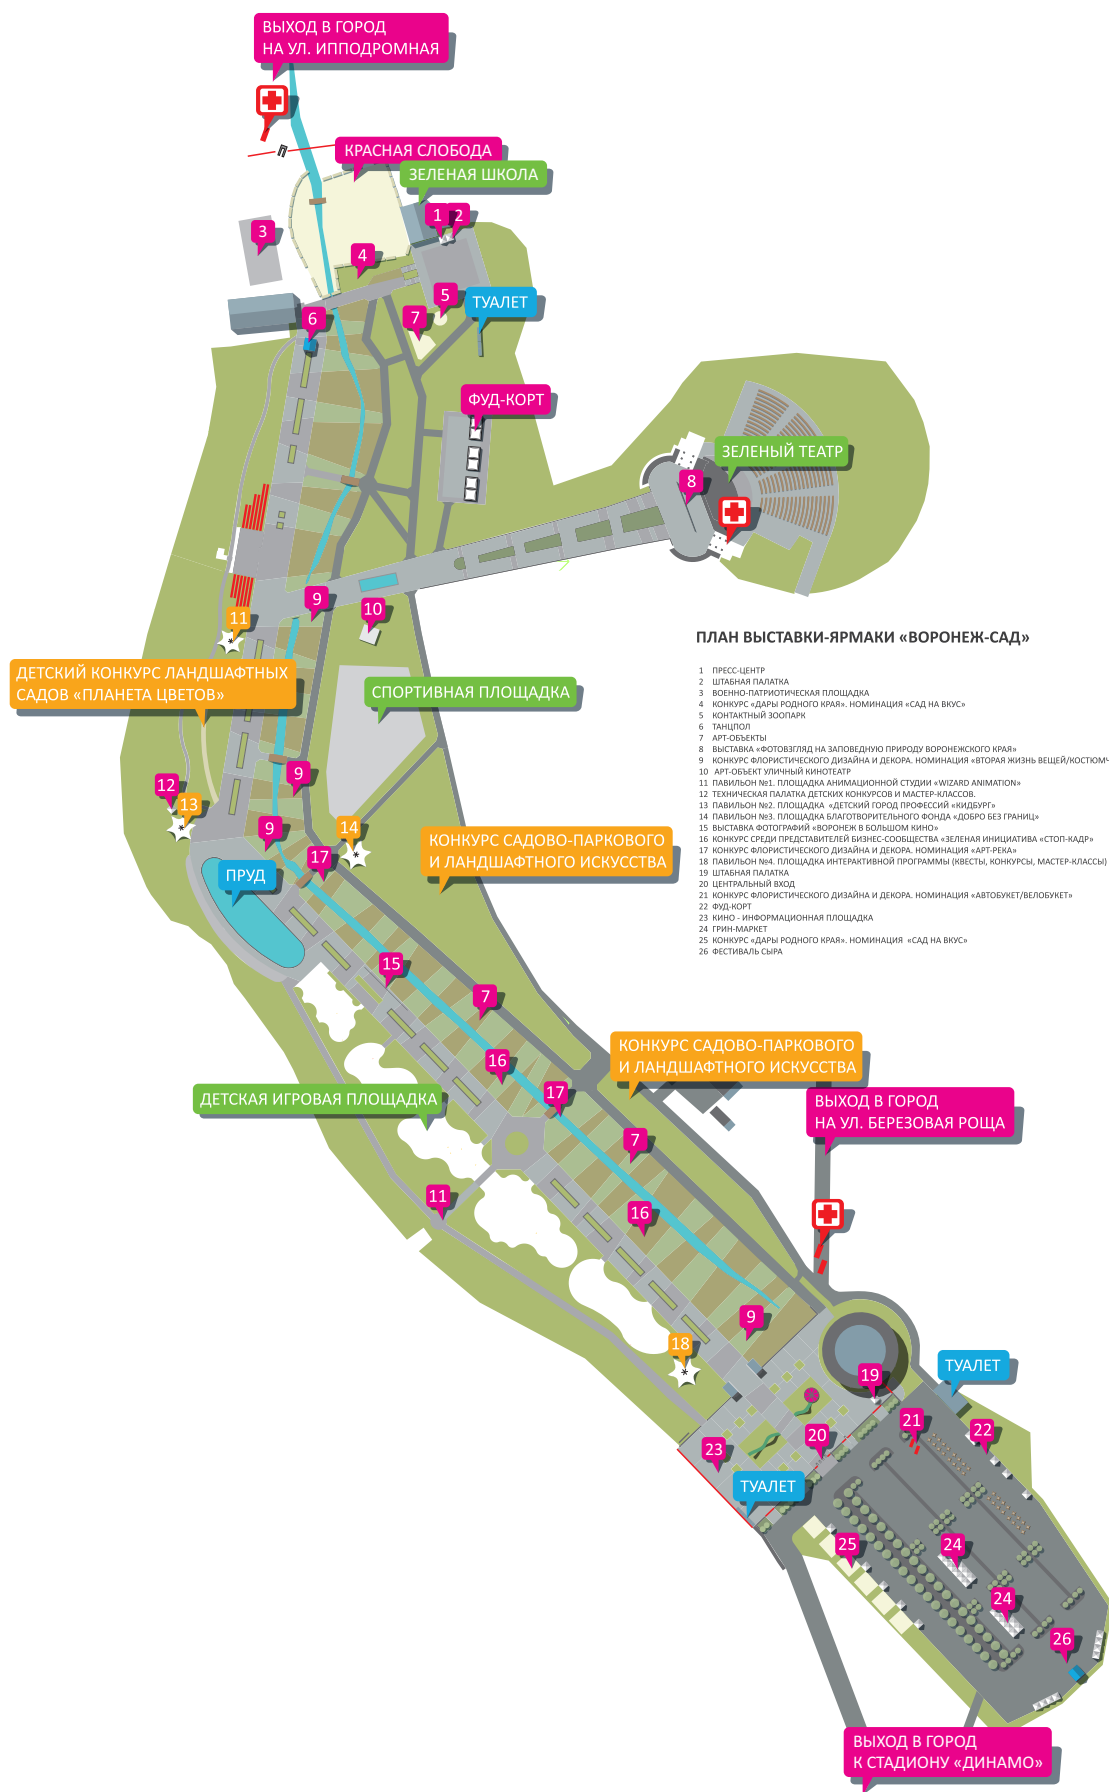 ВЫХОД В ГОРОД
НА УЛ. ИППОДРОМНАЯ
КРАСНАЯ СЛОБОДА
ЗЕЛЕНАЯ ШКОЛА
1
2
3
4
5
ТУАЛЕТ
6
7
ФУД-КОРТ
ЗЕЛЕНЫЙ ТЕАТР
8
9
10
11
ДЕТСКИЙ КОНКУРС ЛАНДШАФТНЫХ
САДОВ «ПЛАНЕТА ЦВЕТОВ»
СПОРТИВНАЯ ПЛОЩАДКА
ПЛАН ВЫСТАВКИ-ЯРМАКИ «ВОРОНЕЖ-САД»
1 ПРЕСС-ЦЕНТР
2 ШТАБНАЯ ПАЛАТКА
3 ВОЕННО-ПАТРИОТИЧЕСКАЯ ПЛОЩАДКА
4 КОНКУРС «ДАРЫ РОДНОГО КРАЯ». НОМИНАЦИЯ «САД НА ВКУС»
5 КОНТАКТНЫЙ ЗООПАРК
6 ТАНЦПОЛ
7 АРТ-ОБЪЕКТЫ
8 ВЫСТАВКА «ФОТОВЗГЛЯД НА ЗАПОВЕДНУЮ ПРИРОДУ ВОРОНЕЖСКОГО КРАЯ»
9 КОНКУРС ФЛОРИСТИЧЕСКОГО ДИЗАЙНА И ДЕКОРА. НОМИНАЦИЯ «ВТОРАЯ ЖИЗНЬ ВЕЩЕЙ/КОСТЮМ
10 АРТ-ОБЪЕКТ УЛИЧНЫЙ КИНОТЕАТР
11 ПАВИЛЬОН №1. ПЛОЩАДКА АНИМАЦИОННОЙ СТУДИИ «WIZARD ANIMATION»
12 ТЕХНИЧЕСКАЯ ПАЛАТКА ДЕТСКИХ КОНКУРСОВ И МАСТЕР-КЛАССОВ.
13 ПАВИЛЬОН №2. ПЛОЩАДКА «ДЕТСКИЙ ГОРОД ПРОФЕССИЙ «КИДБУРГ»
14 ПАВИЛЬОН №3. ПЛОЩАДКА БЛАГОТВОРИТЕЛЬНОГО ФОНДА «ДОБРО БЕЗ ГРАНИЦ»
15 ВЫСТАВКА ФОТОГРАФИЙ «ВОРОНЕЖ В БОЛЬШОМ КИНО»
16 КОНКУРС СРЕДИ ПРЕДСТАВИТЕЛЕЙ БИЗНЕС-СООБЩЕСТВА «ЗЕЛЕНАЯ ИНИЦИАТИВА «СТОП-КАДР»
17 КОНКУРС ФЛОРИСТИЧЕСКОГО ДИЗАЙНА И ДЕКОРА. НОМИНАЦИЯ «АРТ-РЕКА»
18 ПАВИЛЬОН №4. ПЛОЩАДКА ИНТЕРАКТИВНОЙ ПРОГРАММЫ (КВЕСТЫ, КОНКУРСЫ, МАСТЕР-КЛАССЫ)
19 ШТАБНАЯ ПАЛАТКА
20 ЦЕНТРАЛЬНЫЙ ВХОД
21 КОНКУРС ФЛОРИСТИЧЕСКОГО ДИЗАЙНА И ДЕКОРА. НОМИНАЦИЯ «АВТОБУКЕТ/ВЕЛОБУКЕТ»
22 ФУД-КОРТ
23 КИНО - ИНФОРМАЦИОННАЯ ПЛОЩАДКА
24 ГРИН-МАРКЕТ
25 КОНКУРС «ДАРЫ РОДНОГО КРАЯ». НОМИНАЦИЯ «САД НА ВКУС»
26 ФЕСТИВАЛЬ СЫРА
9
12
13
9
14
17
КОНКУРС САДОВО-ПАРКОВОГО
И ЛАНДШАФТНОГО ИСКУССТВА
ПРУД
15
7
16
КОНКУРС САДОВО-ПАРКОВОГО
И ЛАНДШАФТНОГО ИСКУССТВА
17
ДЕТСКАЯ ИГРОВАЯ ПЛОЩАДКА
ВЫХОД В ГОРОД
НА УЛ. БЕРЕЗОВАЯ РОЩА
7
11
16
9
18
19
ТУАЛЕТ
20
21
22
23
ТУАЛЕТ
24
25
24
26
ВЫХОД В ГОРОД
К СТАДИОНУ «ДИНАМО»